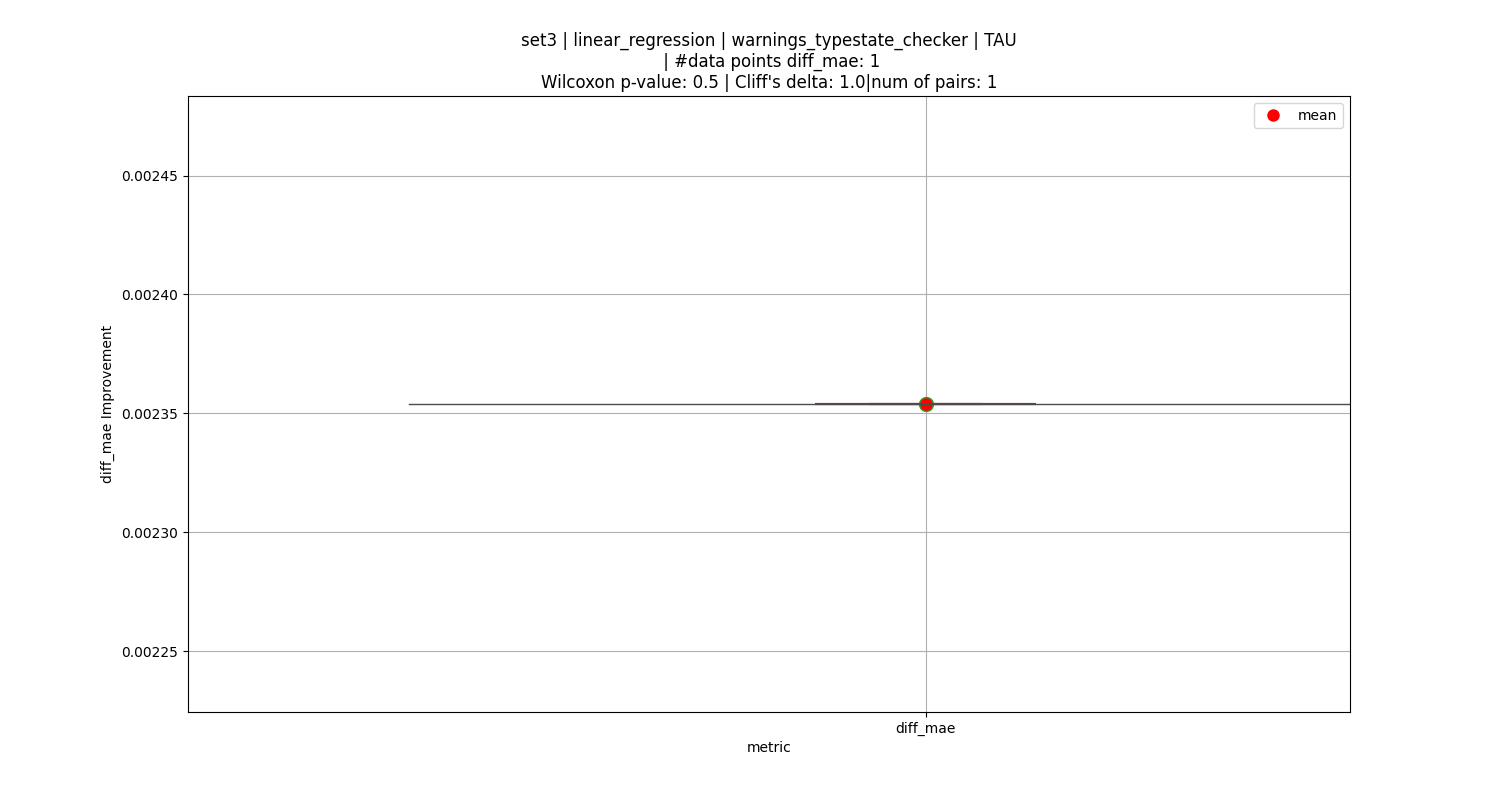 set3 | linear_regression | warnings_typestate_checker | TAU
| #data points diff_mae: 1
Wilcoxon p-value: 0.5 | Cliff's delta: 1.0|num of pairs: 1
mean
0.00245
0.00240
0.00235
0.00230
0.00225
diff_mae Improvement
diff_mae
metric